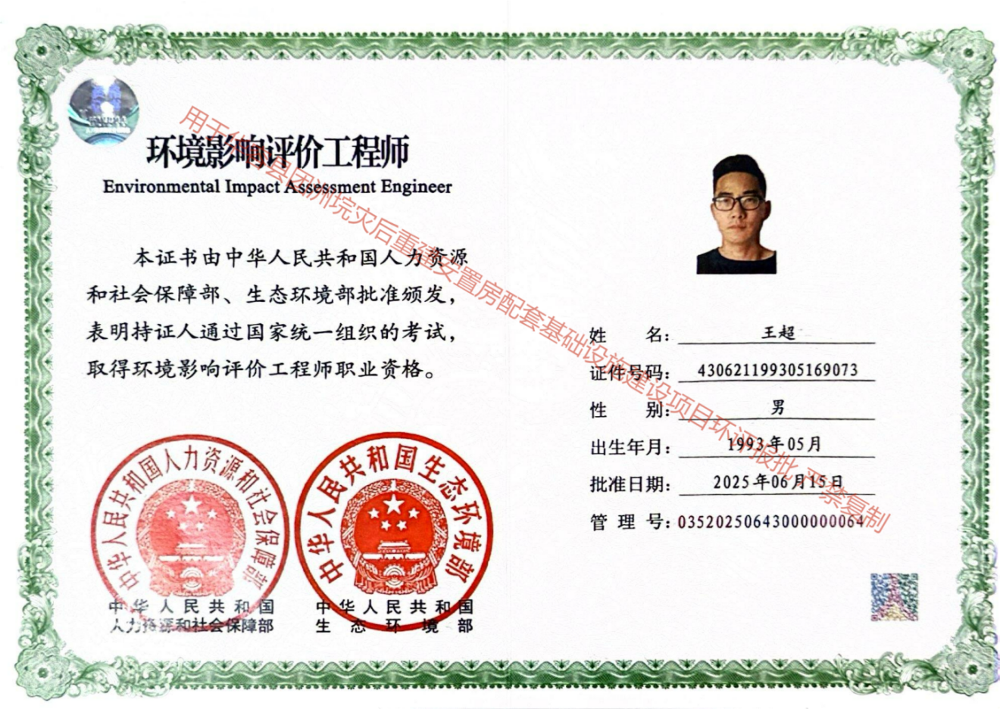 环境影响评价工程师
Environmental Impact Assessment Engineer
本证书由中华人民共和国人力资源
和社会保障部、生态环境部批准颁发，
表明持证人通过国家统一组织的考试，
取得环境影响评价工程师职业资格。
中华人民共和国人力资源和社会保障部
中华人民共和国
人力资源和社会保障部
中华人民共和国生态环境部
中华人民共和国
生态环境部
姓 名：王超
证件号码：430621199305169073
性 别：男
出生年月：1993年05月
批准日期：2025年06月15日
管 理 号：03520250643000000064
用于华容县团洲垸灾后重建安置房配套基础设施建设项目环评报批，严禁复制